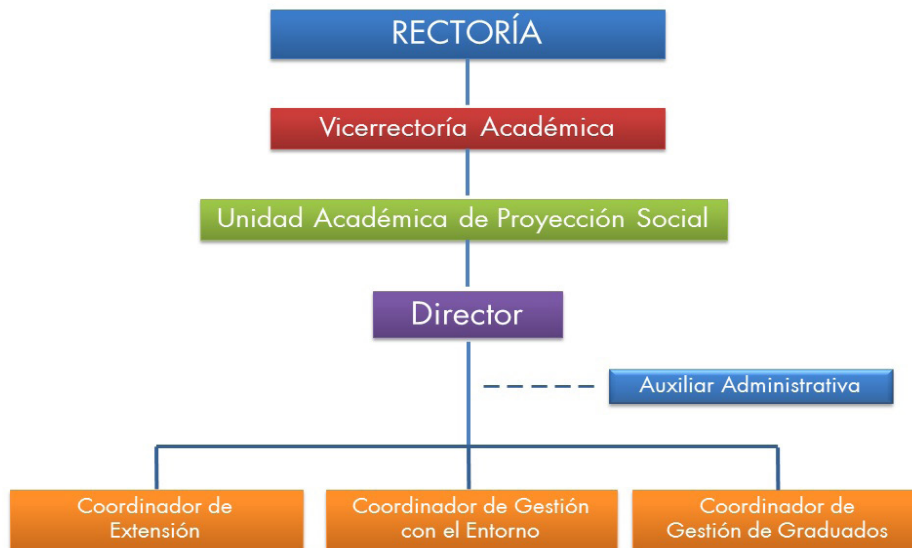 RECTORÍA
Vicerrectoría Académica
Unidad Académica de Proyección Social
Director
Auxiliar Administrativa
Coordinador de
Extensión
Coordinador de Gestión
con el Entorno
Coordinador de
Gestión de Graduados